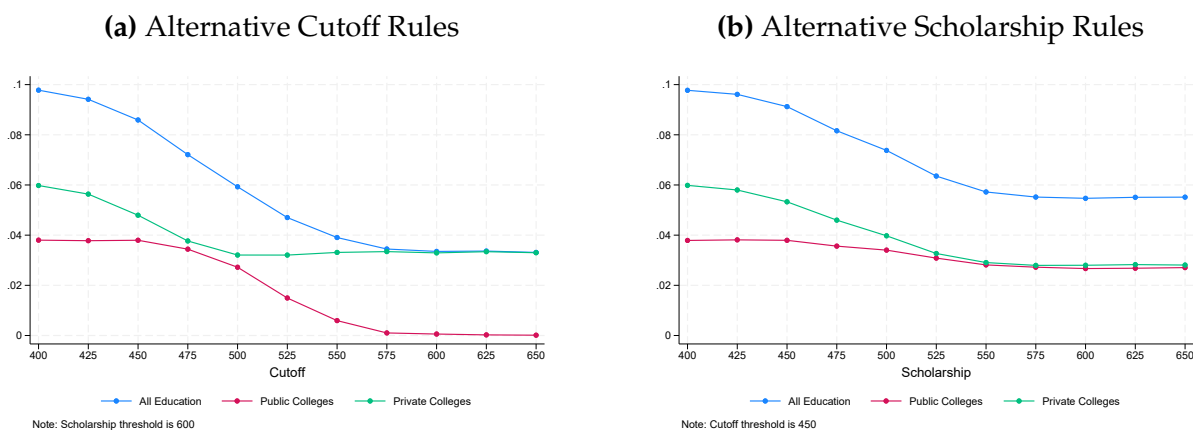 (a) Alternative Cutoff Rules
.1
.08
.06
.04
.02
0
400 425 450 475 500 525 550 575 600 625 650
Cutoff
All Education Public Colleges Private Colleges
Note: Scholarship threshold is 600
(b) Alternative Scholarship Rules
.1
.08
.06
.04
.02
0
400 425 450 475 500 525 550 575 600 625 650
Scholarship
All Education Public Colleges Private Colleges
Note: Cutoff threshold is 450